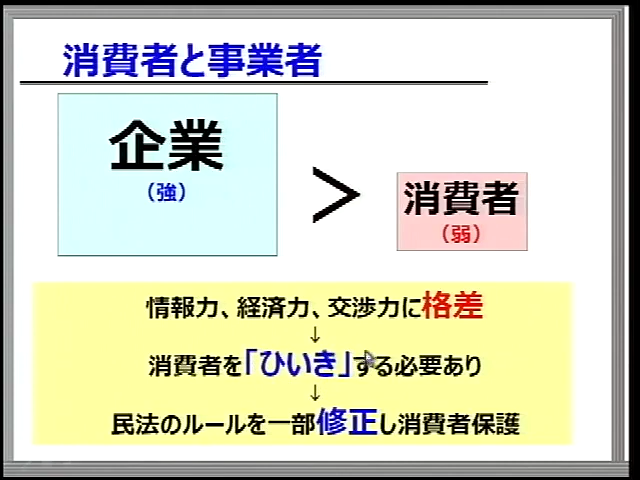 消費者と事業者
企業
（強）
＞
消費者
（弱）
情報力、経済力、交渉力に格差
↓
消費者を「ひいき」する必要あり
↓
民法のルールを一部修正し消費者保護